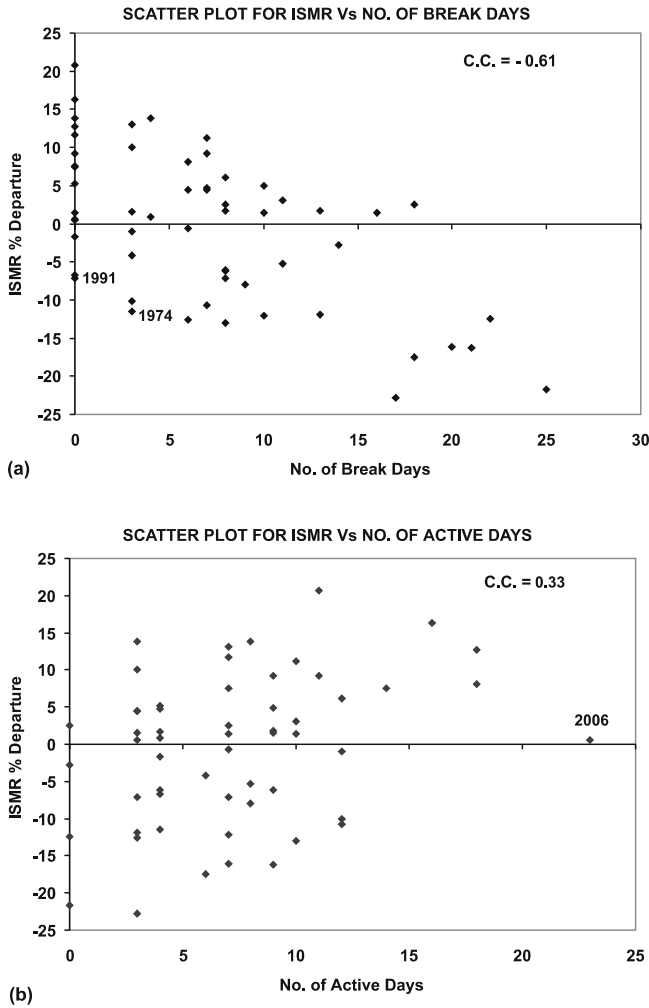 SCATTER PLOT FOR ISMR Vs NO. OF BREAK DAYS
C.C. = - 0.61
25
20
15
10
5
0
-5
-10
-15
-20
-25
ISMR % Departure
1991
1974
0 5 10 15 20 25 30
No. of Break Days
(a)
SCATTER PLOT FOR ISMR Vs NO. OF ACTIVE DAYS
C.C. = 0.33
25
20
15
10
5
0
-5
-10
-15
-20
-25
ISMR % Departure
2006
0 5 10 15 20 25
No. of Active Days
(b)